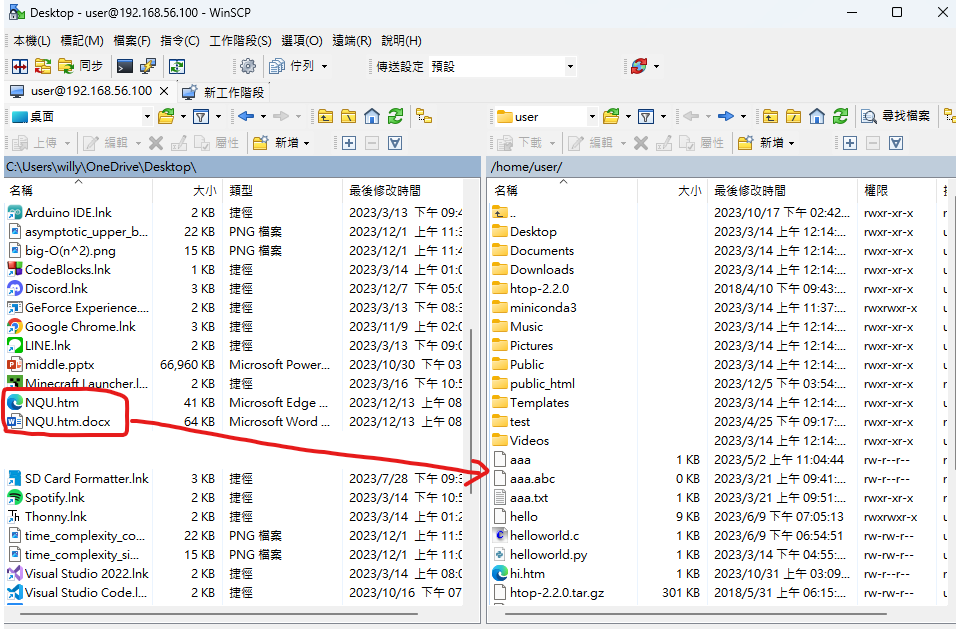 Desktop - user@192.168.56.100 - WinSCP
本機(L) 標記(M) 檔案(F) 指令(C) 工作階段(S) 選項(O) 遠端(R) 說明(H)
同步 佇列 傳送設定 預設
user@192.168.56.100 新工作階段
桌面 user 尋找檔案
上傳 編輯 屬性 新增 下載 編輯 屬性 新增
C:\Users\willy\OneDrive\Desktop\ /home/user/
名稱 大小 類型 最後修改時間 名稱 大小 最後修改時間 權限
Arduino IDE.lnk 2 KB 捷徑 2023/3/13 下午 09:4 .. 2023/10/17 下午 02:42... rwxr-xr-x
asymptotic_upper_b... 22 KB PNG 檔案 2023/12/1 上午 11:3 Desktop 2023/3/14 上午 12:14:... rwxr-xr-x
big-O(n^2).png 15 KB PNG 檔案 2023/12/1 上午 11:4 Documents 2023/3/14 上午 12:14:... rwxr-xr-x
CodeBlocks.lnk 1 KB 捷徑 2023/3/14 上午 01:0 Downloads 2023/3/14 上午 12:14:... rwxr-xr-x
Discord.lnk 3 KB 捷徑 2023/12/7 下午 05:0 htop-2.2.0 2018/4/10 下午 09:43:... rwxr-xr-x
GeForce Experience.... 2 KB 捷徑 2023/3/13 下午 08:3 miniconda3 2023/3/14 上午 11:37:... rwxrwxr-x
Google Chrome.lnk 3 KB 捷徑 2023/11/9 上午 02:0 Music 2023/3/14 上午 12:14:... rwxr-xr-x
LINE.lnk 2 KB 捷徑 2023/3/13 下午 09:0 Pictures 2023/3/14 上午 12:14:... rwxr-xr-x
middle.pptx 66,960 KB Microsoft Power... 2023/10/30 下午 03 Public 2023/3/14 上午 12:14:... rwxr-xr-x
Minecraft Launcher.l... 2 KB 捷徑 2023/3/16 下午 10:5 public_html 2023/12/5 下午 03:54:... rwxr-xr-x
NQU.htm 41 KB Microsoft Edge ... 2023/12/13 上午 08 Templates 2023/3/14 上午 12:14:... rwxr-xr-x
NQU.htm.docx 64 KB Microsoft Word ... 2023/12/13 上午 08 test 2023/4/25 上午 09:17:... rwxr-xr-x
Videos 2023/3/14 上午 12:14:... rwxr-xr-x
aaa 1 KB 2023/5/2 上午 11:04:44 rw-r--r--
SD Card Formatter.lnk 3 KB 捷徑 2023/7/28 下午 09:3 aaa.abc 0 KB 2023/3/21 上午 09:41:... rw-r--r--
Spotify.lnk 2 KB 捷徑 2023/3/14 下午 10:5 aaa.txt 1 KB 2023/3/21 上午 09:51:... rwxr-xr-x
Thonny.lnk 2 KB 捷徑 2023/3/14 上午 01:2 hello 9 KB 2023/6/9 下午 07:05:13 rwxrwxr-x
time_complexity_co... 22 KB PNG 檔案 2023/12/1 上午 11:5 helloworld.c 1 KB 2023/6/9 下午 06:54:51 rw-rw-r--
time_complexity_si... 15 KB PNG 檔案 2023/12/1 上午 11:0 helloworld.py 1 KB 2023/3/14 下午 04:55:... rw-rw-r--
Visual Studio 2022.lnk 2 KB 捷徑 2023/3/14 上午 08:0 hi.htm 1 KB 2023/10/31 上午 03:09... rw-r--r--
Visual Studio Code.l... 2 KB 捷徑 2023/10/16 下午 07 htop-2.2.0.tar.gz 301 KB 2018/5/31 上午 06:15:... rw-rw-r--